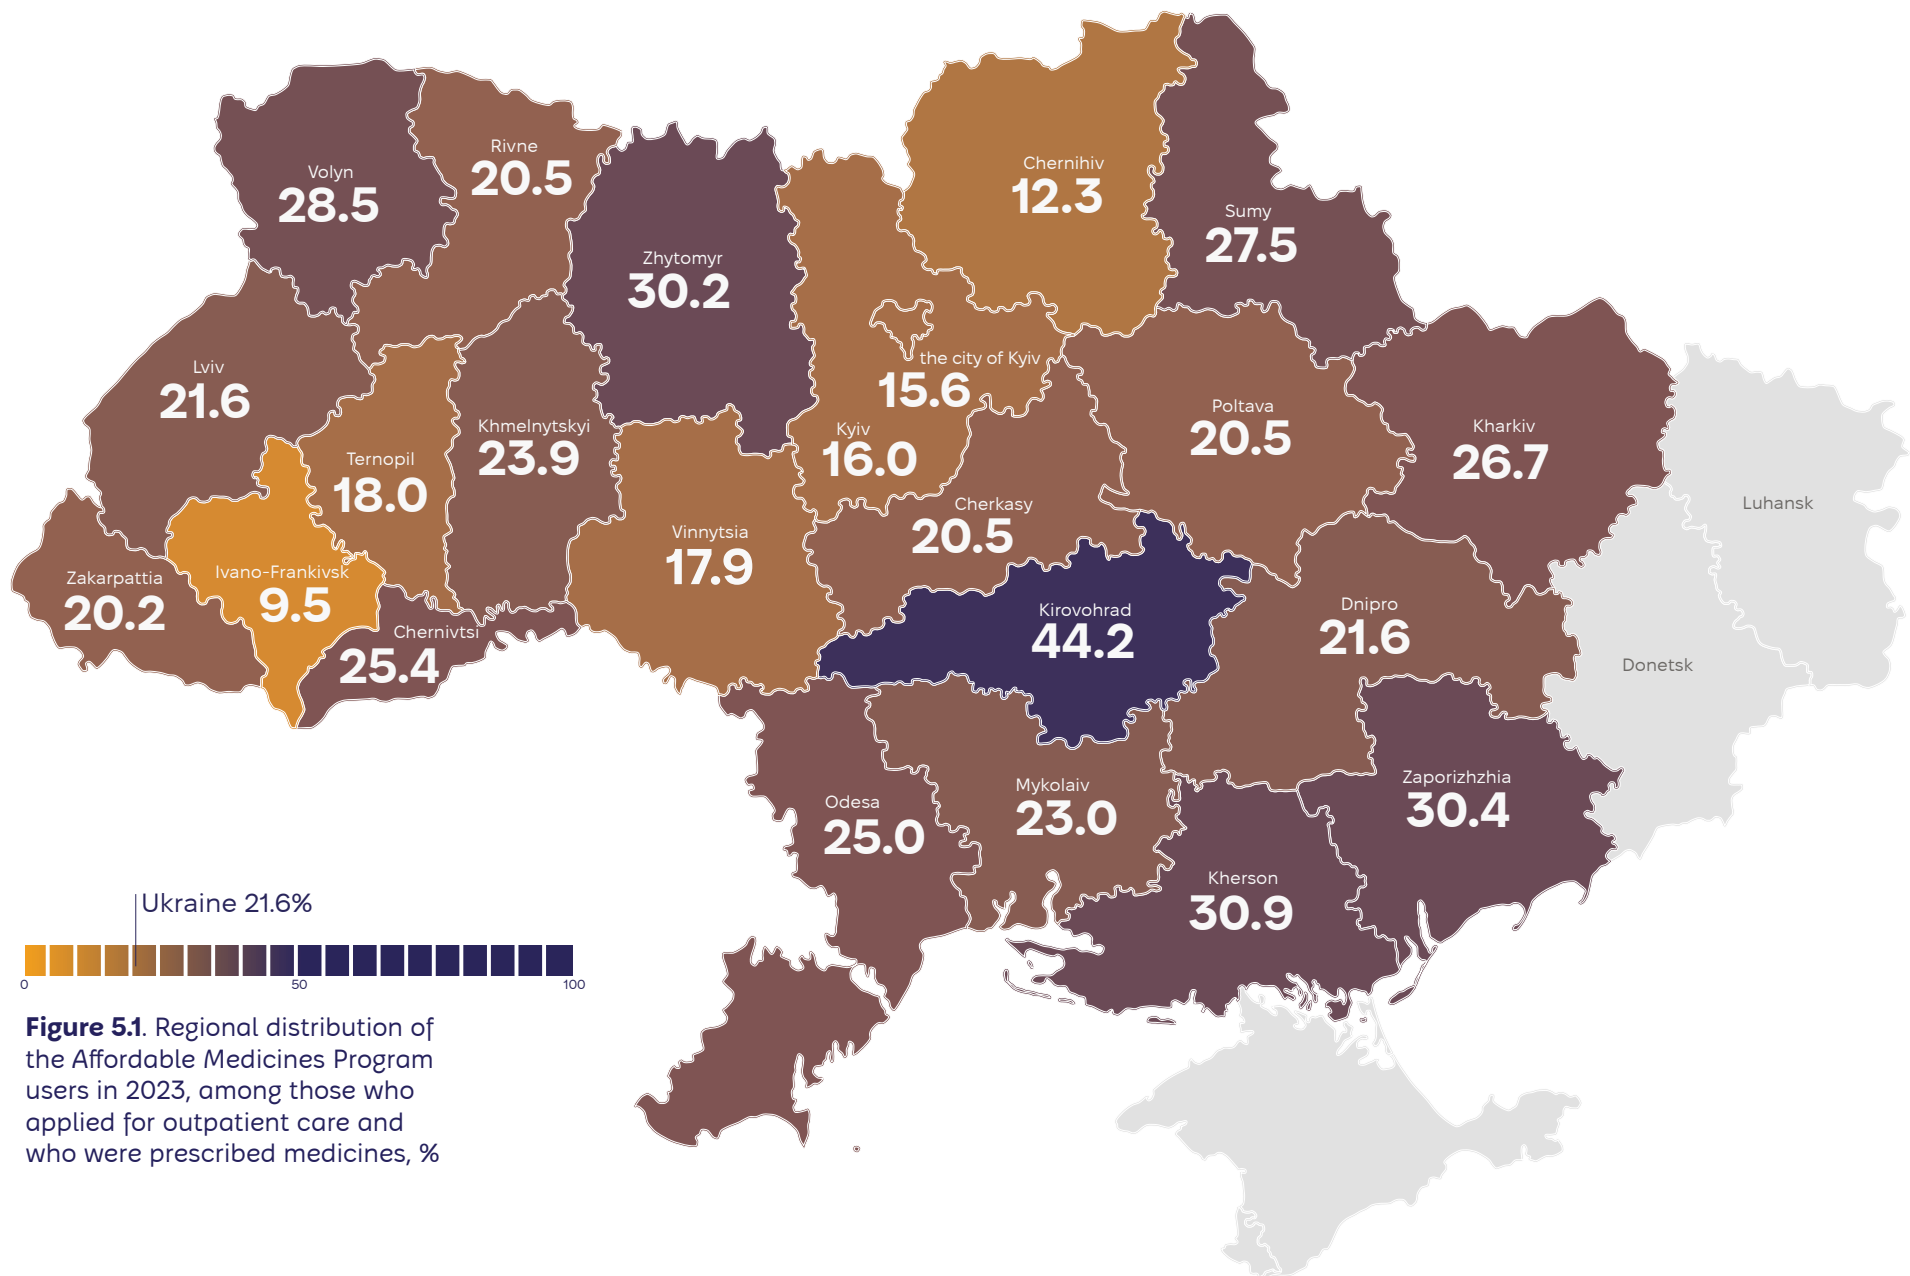 Chernihiv
12.3
Rivne
20.5
Volyn
28.5
Sumy
27.5
Zhytomyr
30.2
the city of Kyiv
15.6
Lviv
21.6
Poltava
20.5
Khmelnytskyi
23.9
Kharkiv
26.7
Kyiv
16.0
Ternopil
18.0
Luhansk
Cherkasy
20.5
Vinnytsia
17.9
Ivano-Frankivsk
9.5
Zakarpattia
20.2
Kirovohrad
44.2
Dnipro
21.6
Chernivtsi
25.4
Donetsk
Zaporizhzhia
30.4
Mykolaiv
23.0
Odesa
25.0
Kherson
30.9
Ukraine 21.6%
0 50 100
Figure 5.1. Regional distribution of
the Affordable Medicines Program
users in 2023, among those who
applied for outpatient care and
who were prescribed medicines, %